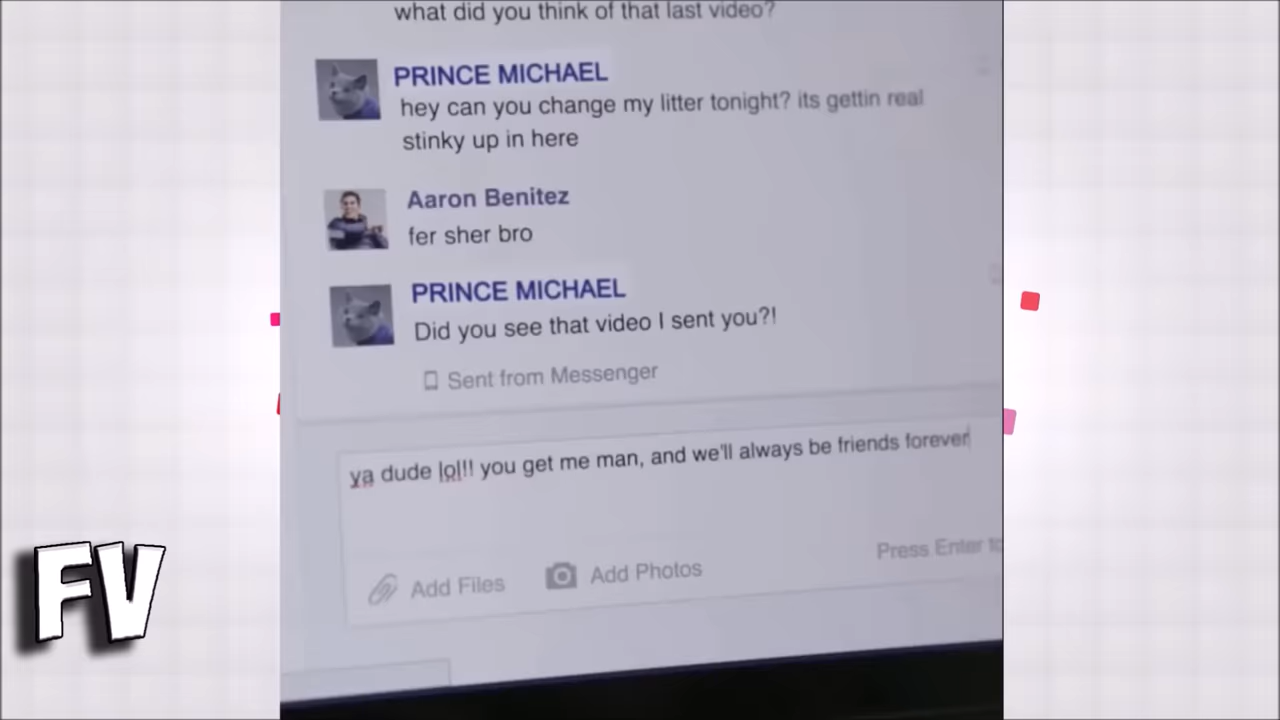 what did you think of that last video?
PRINCE MICHAEL
hey can you change my litter tonight? its gettin real
stinky up in here
Aaron Benitez
fer sher bro
PRINCE MICHAEL
Did you see that video I sent you?!
Sent from Messenger
ya dude lol!! you get me man, and we'll always be friends forever
Add Files
Add Photos
Press Enter
FV